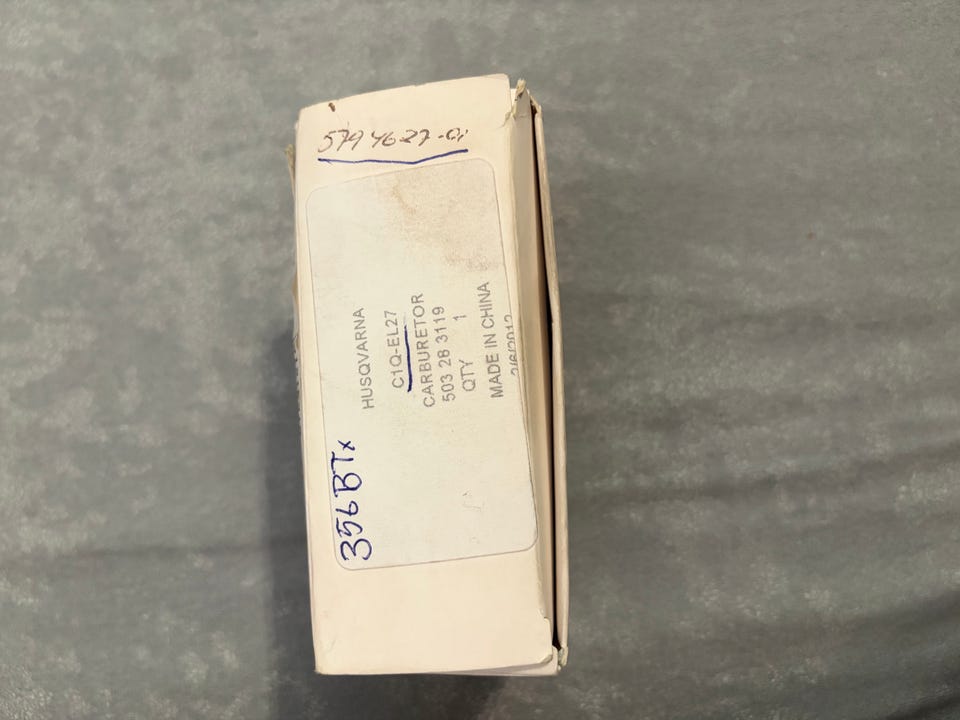 579 46 27-01
HUSQVARNA
C1Q-EL27
CARBURETOR
503 28 3119
QTY 1
MADE IN CHINA
356BTx